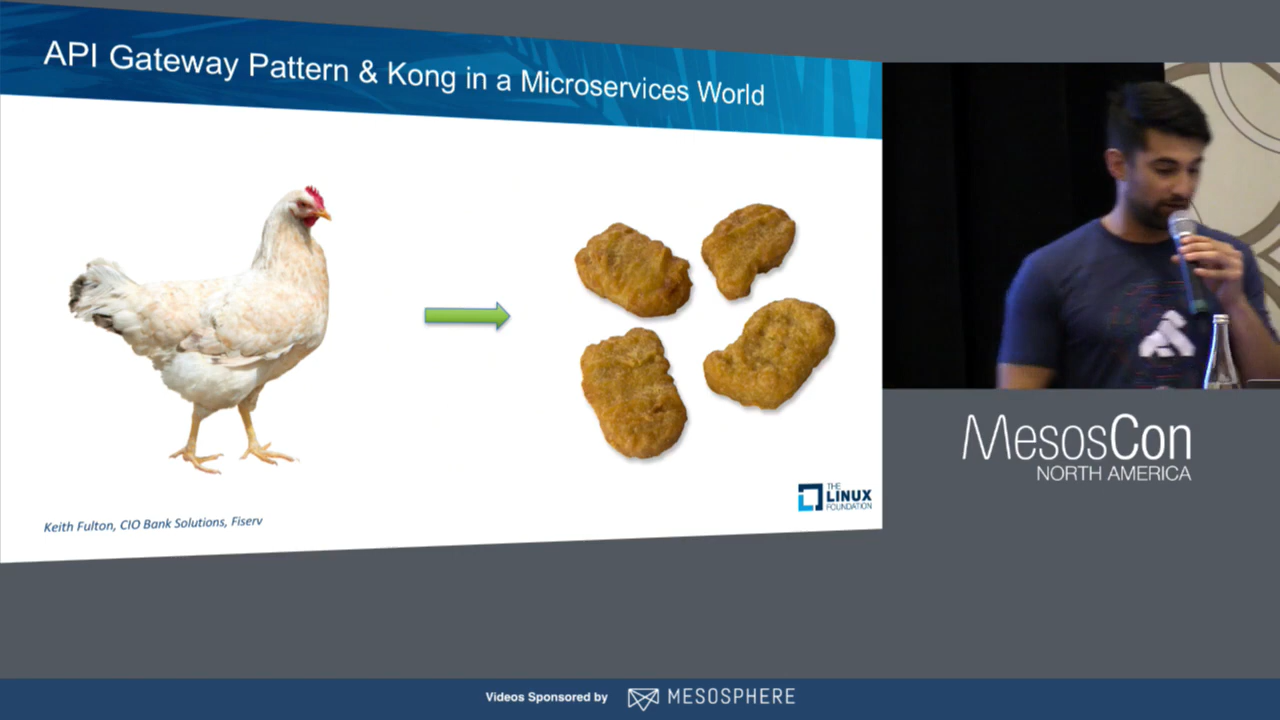 API Gateway Pattern & Kong in a Microservices World
Keith Fulton, CIO Bank Solutions, Fiserv
THE
LINUX
FOUNDATION
MesosCon
NORTH AMERICA
Videos Sponsored by MESOSPHERE